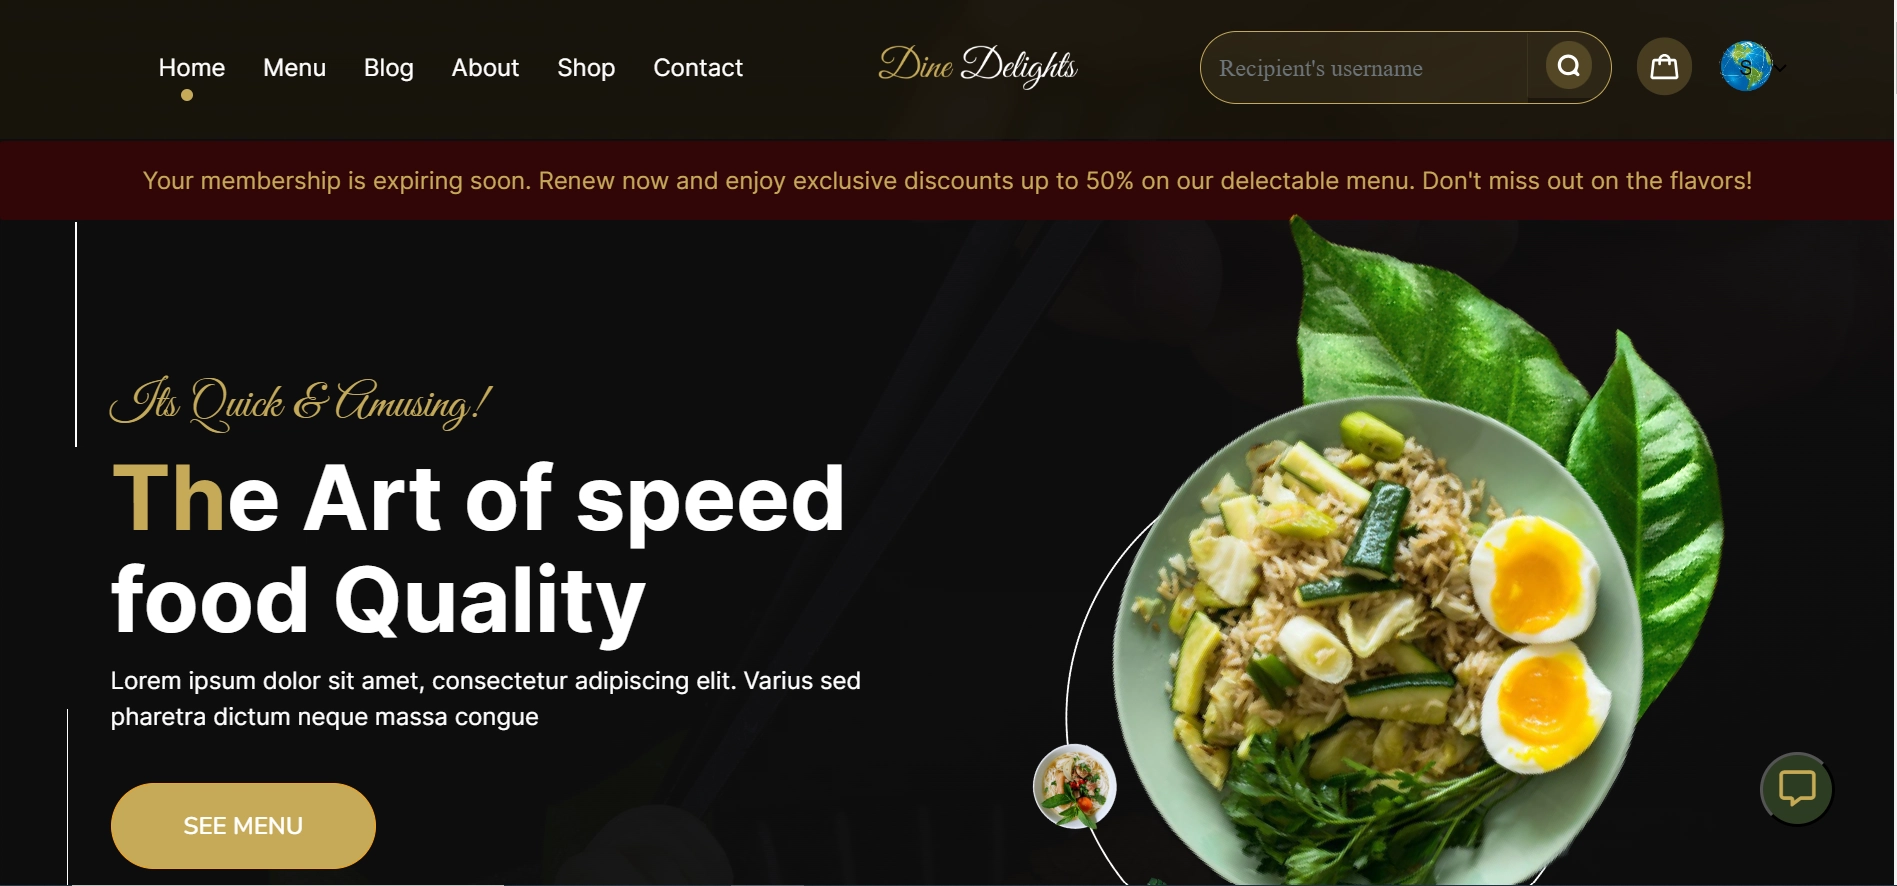 Home Menu Blog About Shop Contact
Dine Delights
Recipient's username
S
Your membership is expiring soon. Renew now and enjoy exclusive discounts up to 50% on our delectable menu. Don't miss out on the flavors!
Its Quick & Amusing!
The Art of speed
food Quality
Lorem ipsum dolor sit amet, consectetur adipiscing elit. Varius sed
pharetra dictum neque massa congue
SEE MENU